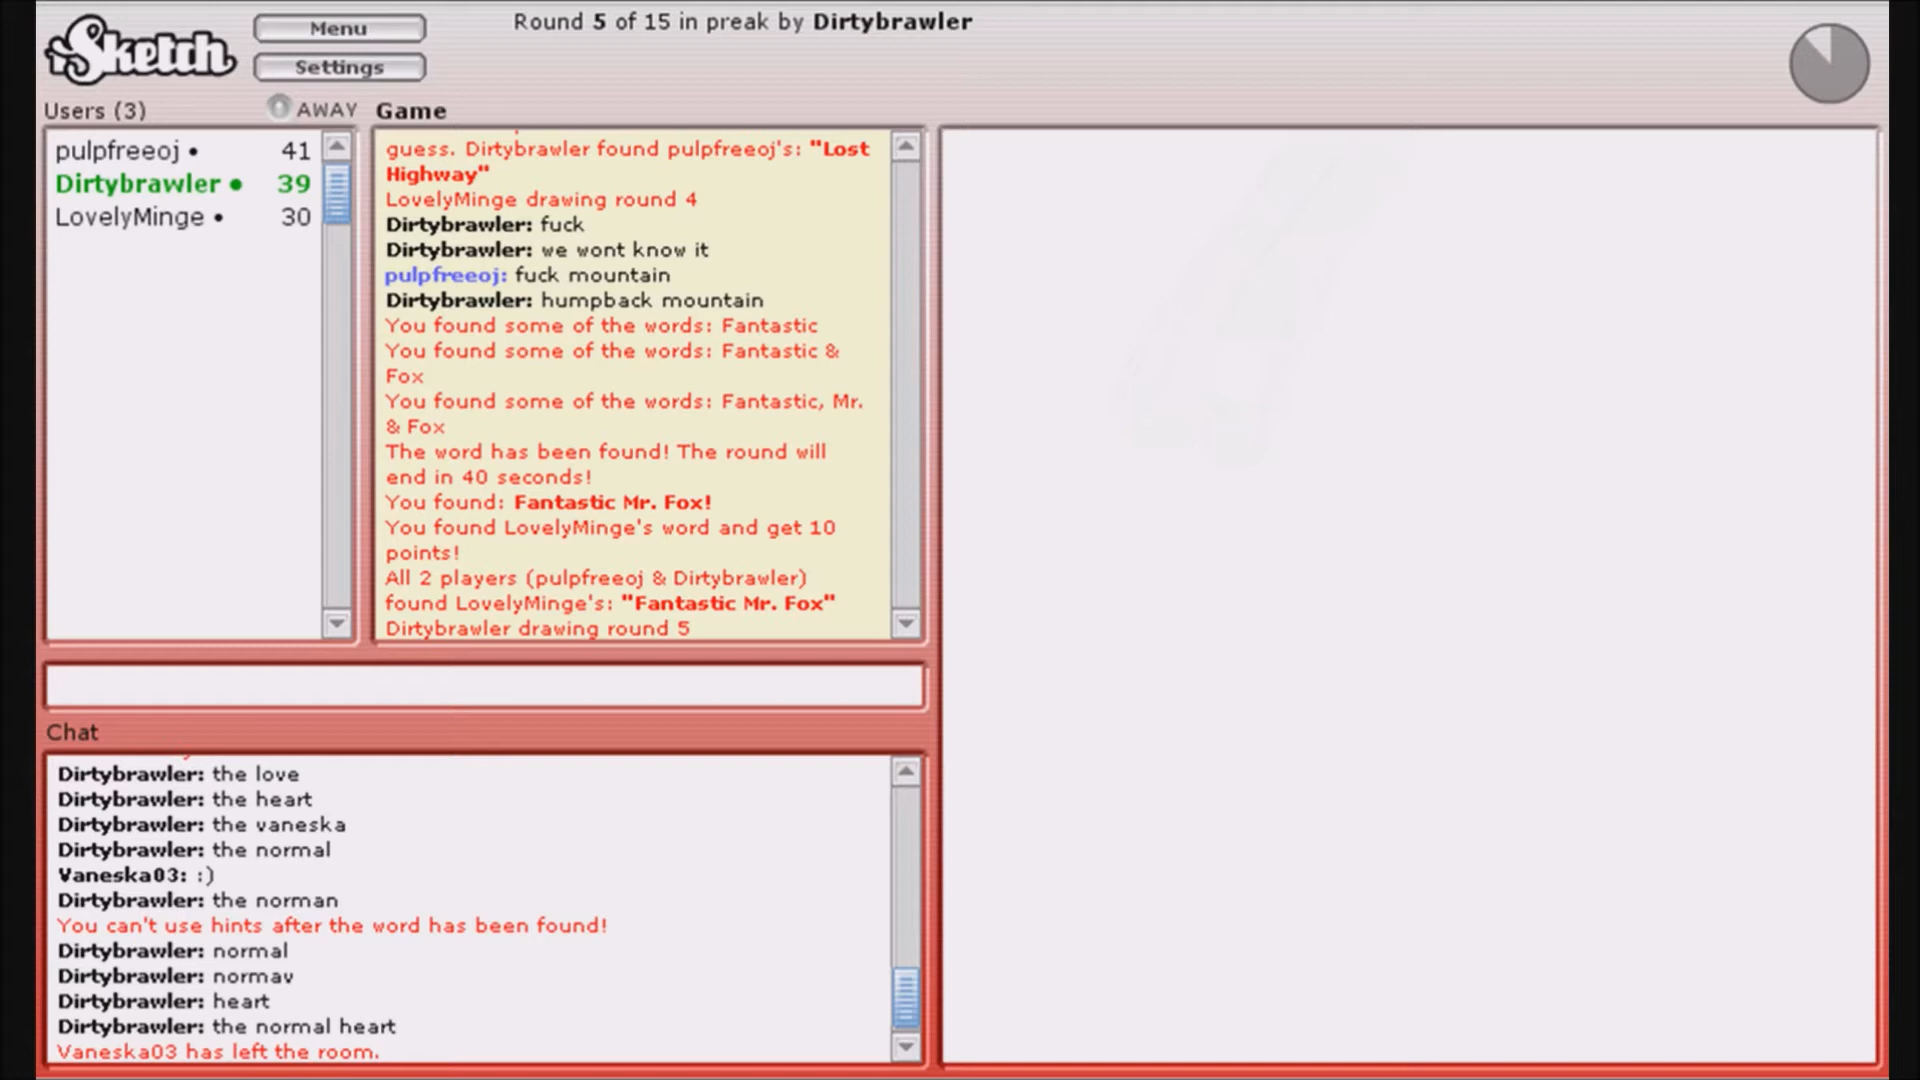 iSketch
Menu
Settings
Round 5 of 15 in preak by Dirtybrawler
Users (3)
AWAY
Game
pulpfreeoj • 41
Dirtybrawler • 39
LovelyMinge • 30
guess. Dirtybrawler found pulpfreeoj's: "Lost
Highway"
LovelyMinge drawing round 4
Dirtybrawler: fuck
Dirtybrawler: we wont know it
pulpfreeoj: fuck mountain
Dirtybrawler: humpback mountain
You found some of the words: Fantastic
You found some of the words: Fantastic &
Fox
You found some of the words: Fantastic, Mr.
& Fox
The word has been found! The round will
end in 40 seconds!
You found: Fantastic Mr. Fox!
You found LovelyMinge's word and get 10
points!
All 2 players (pulpfreeoj & Dirtybrawler)
found LovelyMinge's: "Fantastic Mr. Fox"
Dirtybrawler drawing round 5
Chat
Dirtybrawler: the love
Dirtybrawler: the heart
Dirtybrawler: the vaneska
Dirtybrawler: the normal
Vaneska03: :)
Dirtybrawler: the norman
You can't use hints after the word has been found!
Dirtybrawler: normal
Dirtybrawler: normav
Dirtybrawler: heart
Dirtybrawler: the normal heart
Vaneska03 has left the room.